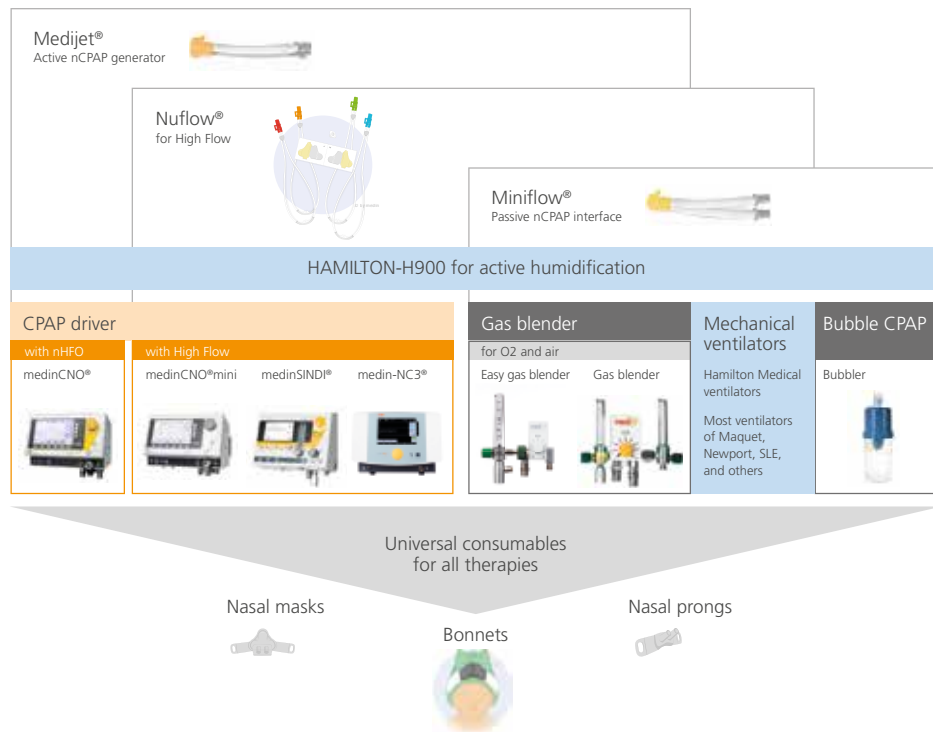 Medijet®
Active nCPAP generator
Nuflow®
for High Flow
Miniflow®
Passive nCPAP interface
HAMILTON-H900 for active humidification
CPAP driver
with nHFO
medinCNO®
with High Flow
medinCNO®mini
medinSINDI®
medin-NC3®
Gas blender
for O2 and air
Easy gas blender
Gas blender
Mechanical
ventilators
Hamilton Medical
ventilators
Most ventilators
of Maquet,
Newport, SLE,
and others
Bubble CPAP
Bubbler
Universal consumables
for all therapies
Nasal masks
Bonnets
Nasal prongs